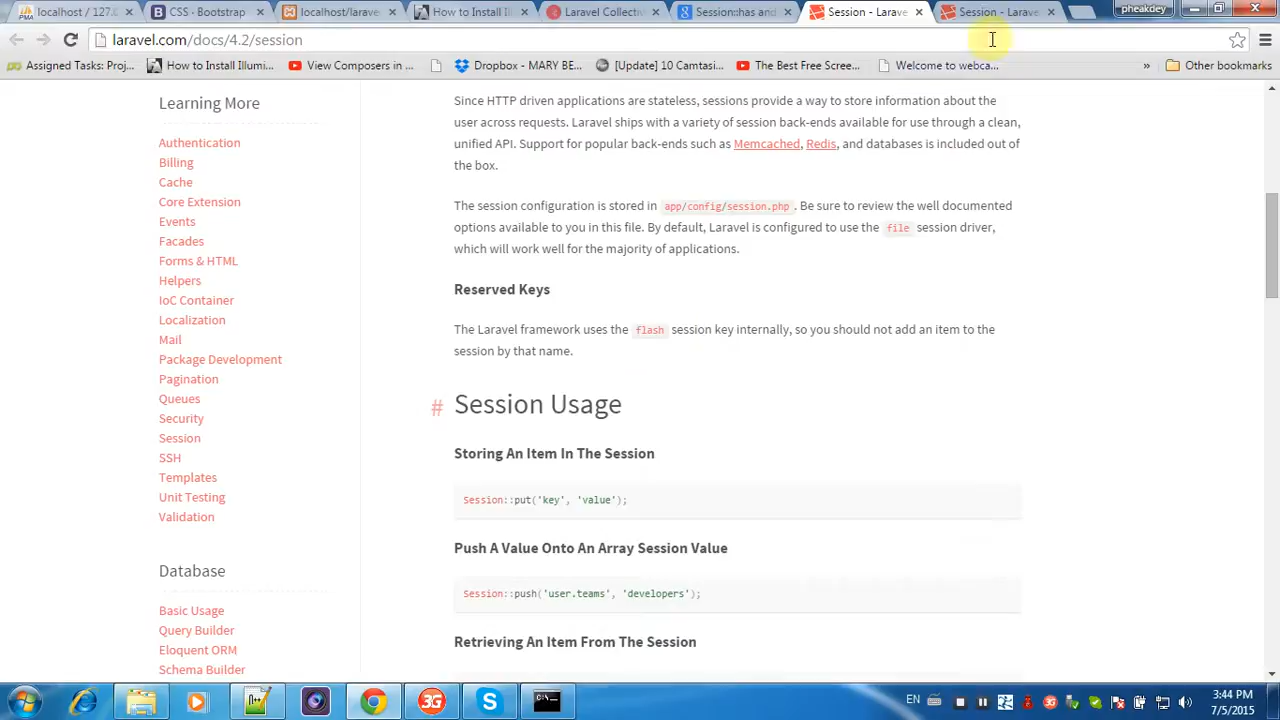 localhost / 127.0
CSS · Bootstrap
localhost/larave
How to Install Ill
Laravel Collectiv
Session:has and
Session - Larave
Session - Larave
pheakdey
laravel.com/docs/4.2/session
Assigned Tasks: Proj...
How to Install Illumi...
View Composers in ...
Dropbox - MARY BE...
[Update] 10 Camtasi...
The Best Free Scree...
Welcome to webca...
»
Other bookmarks
Learning More
Authentication
Billing
Cache
Core Extension
Events
Facades
Forms & HTML
Helpers
IoC Container
Localization
Mail
Package Development
Pagination
Queues
Security
Session
SSH
Templates
Unit Testing
Validation
Database
Basic Usage
Query Builder
Eloquent ORM
Schema Builder
Since HTTP driven applications are stateless, sessions provide a way to store information about the
user across requests. Laravel ships with a variety of session back-ends available for use through a clean,
unified API. Support for popular back-ends such as Memcached, Redis, and databases is included out of
the box.
The session configuration is stored in app/config/session.php . Be sure to review the well documented
options available to you in this file. By default, Laravel is configured to use the file session driver,
which will work well for the majority of applications.
Reserved Keys
The Laravel framework uses the flash session key internally, so you should not add an item to the
session by that name.
# Session Usage
Storing An Item In The Session
Session::put('key', 'value');
Push A Value Onto An Array Session Value
Session::push('user.teams', 'developers');
Retrieving An Item From The Session
3G
EN
3:44 PM
7/5/2015